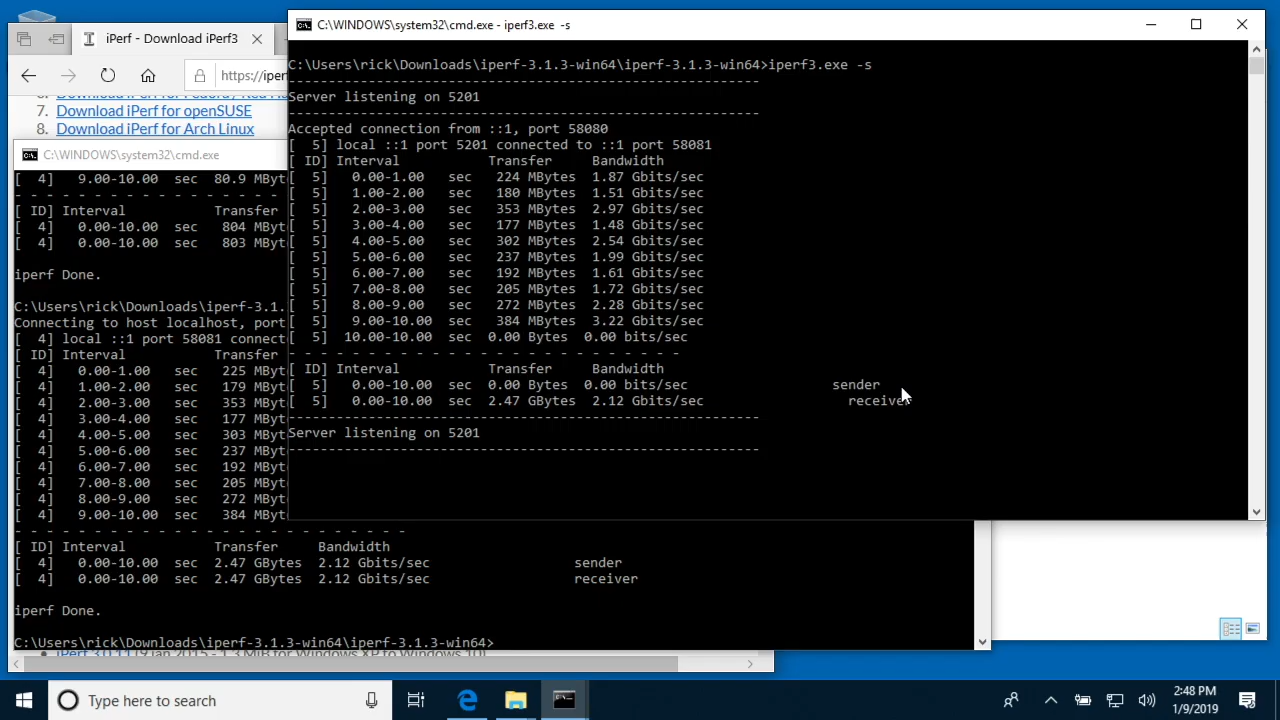 iPerf - Download iPerf3
https://iperf
7. Download iPerf for openSUSE
8. Download iPerf for Arch Linux
C:\WINDOWS\system32\cmd.exe - iperf3.exe -s
C:\Users\rick\Downloads\iperf-3.1.3-win64\iperf-3.1.3-win64>iperf3.exe -s
-----------------------------------------------------------
Server listening on 5201
-----------------------------------------------------------
Accepted connection from ::1, port 58080
[  5] local ::1 port 5201 connected to ::1 port 58081
[ ID] Interval           Transfer     Bandwidth
[  5]   0.00-1.00   sec   224 MBytes  1.87 Gbits/sec
[  5]   1.00-2.00   sec   180 MBytes  1.51 Gbits/sec
[  5]   2.00-3.00   sec   353 MBytes  2.97 Gbits/sec
[  5]   3.00-4.00   sec   177 MBytes  1.48 Gbits/sec
[  5]   4.00-5.00   sec   302 MBytes  2.54 Gbits/sec
[  5]   5.00-6.00   sec   237 MBytes  1.99 Gbits/sec
[  5]   6.00-7.00   sec   192 MBytes  1.61 Gbits/sec
[  5]   7.00-8.00   sec   205 MBytes  1.72 Gbits/sec
[  5]   8.00-9.00   sec   272 MBytes  2.28 Gbits/sec
[  5]   9.00-10.00  sec   384 MBytes  3.22 Gbits/sec
[  5]  10.00-10.00  sec  0.00 Bytes  0.00 bits/sec
- - - - - - - - - - - - - - - - - - - - - - - - -
[ ID] Interval           Transfer     Bandwidth
[  5]   0.00-10.00  sec  0.00 Bytes  0.00 bits/sec                  sender
[  5]   0.00-10.00  sec  2.47 GBytes  2.12 Gbits/sec                  receiver
-----------------------------------------------------------
Server listening on 5201
-----------------------------------------------------------
C:\WINDOWS\system32\cmd.exe
[  4]   9.00-10.00  sec  80.9 MByt
- - - - - - - - - - - - - - - - -
[ ID] Interval           Transfer
[  4]   0.00-10.00  sec   804 MByt
[  4]   0.00-10.00  sec   803 MByt
iperf Done.
C:\Users\rick\Downloads\iperf-3.1.
Connecting to host localhost, port
[  4] local ::1 port 58081 connect
[ ID] Interval           Transfer
[  4]   0.00-1.00   sec   225 MByt
[  4]   1.00-2.00   sec   179 MByt
[  4]   2.00-3.00   sec   353 MByt
[  4]   3.00-4.00   sec   177 MByt
[  4]   4.00-5.00   sec   303 MByt
[  4]   5.00-6.00   sec   237 MByt
[  4]   6.00-7.00   sec   192 MByt
[  4]   7.00-8.00   sec   205 MByt
[  4]   8.00-9.00   sec   272 MByt
[  4]   9.00-10.00  sec   384 MByt
- - - - - - - - - - - - - - - - - - - - - - - - -
[ ID] Interval           Transfer     Bandwidth
[  4]   0.00-10.00  sec  2.47 GBytes  2.12 Gbits/sec                  sender
[  4]   0.00-10.00  sec  2.47 GBytes  2.12 Gbits/sec                  receiver
iperf Done.
C:\Users\rick\Downloads\iperf-3.1.3-win64\iperf-3.1.3-win64>
Type here to search
2:48 PM
1/9/2019